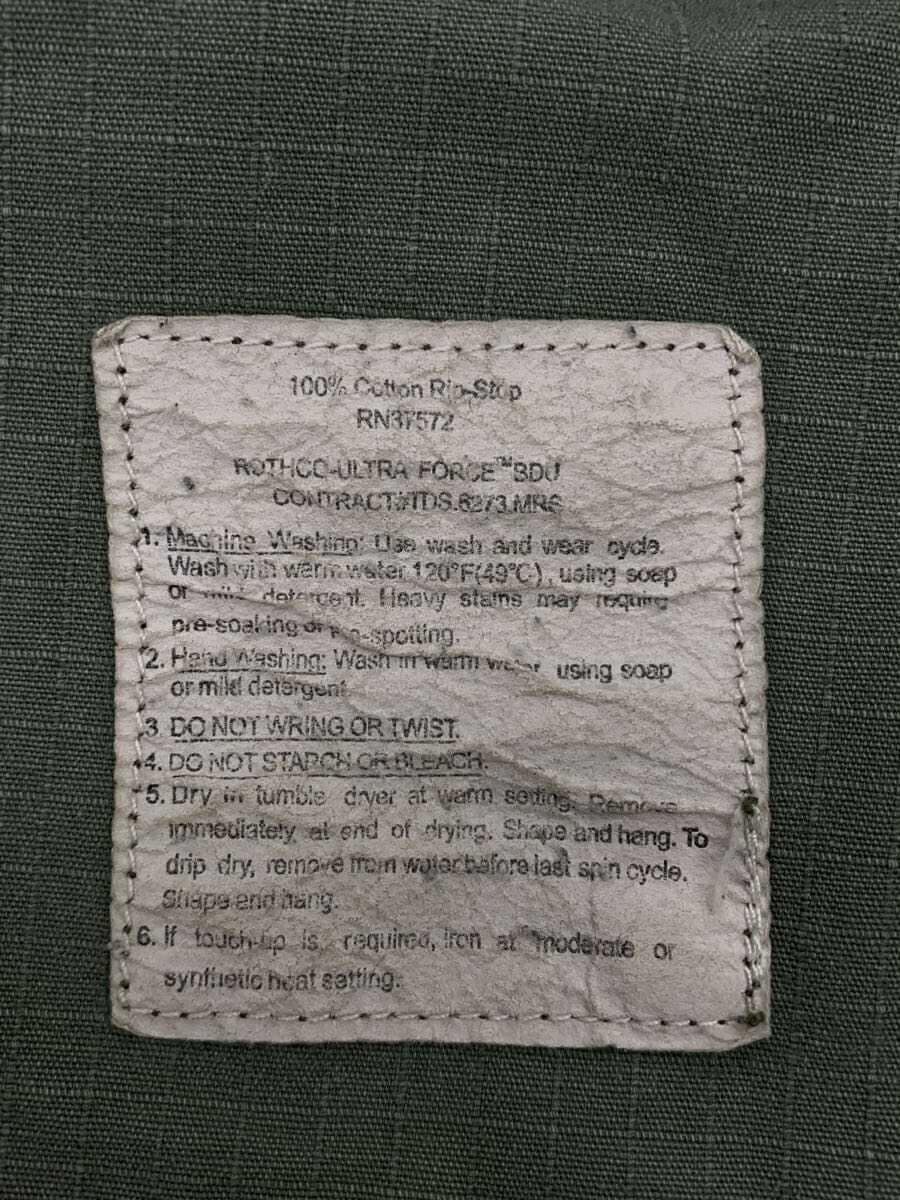 100% Cotton Rip-Stop
RN37572
ROTHCO-ULTRA FORCE™BDU
CONTRACT#TDS.6273.MRS
1. Machine Washing: Use wash and wear cycle.
Wash with warm water 120°F(49°C), using soap
or mild detergent. Heavy stains may require
pre-soaking or pre-spotting.
2. Hand Washing: Wash in warm water using soap
or mild detergent
3 DO NOT WRING OR TWIST.
4. DO NOT STARCH OR BLEACH.
5. Dry in tumble dryer at warm setting. Remove
immediately at end of drying. Shape and hang. To
drip dry, remove from water before last spin cycle.
Shape and hang.
6. If touch-up is required, iron at "moderate or
synthetic heat setting.